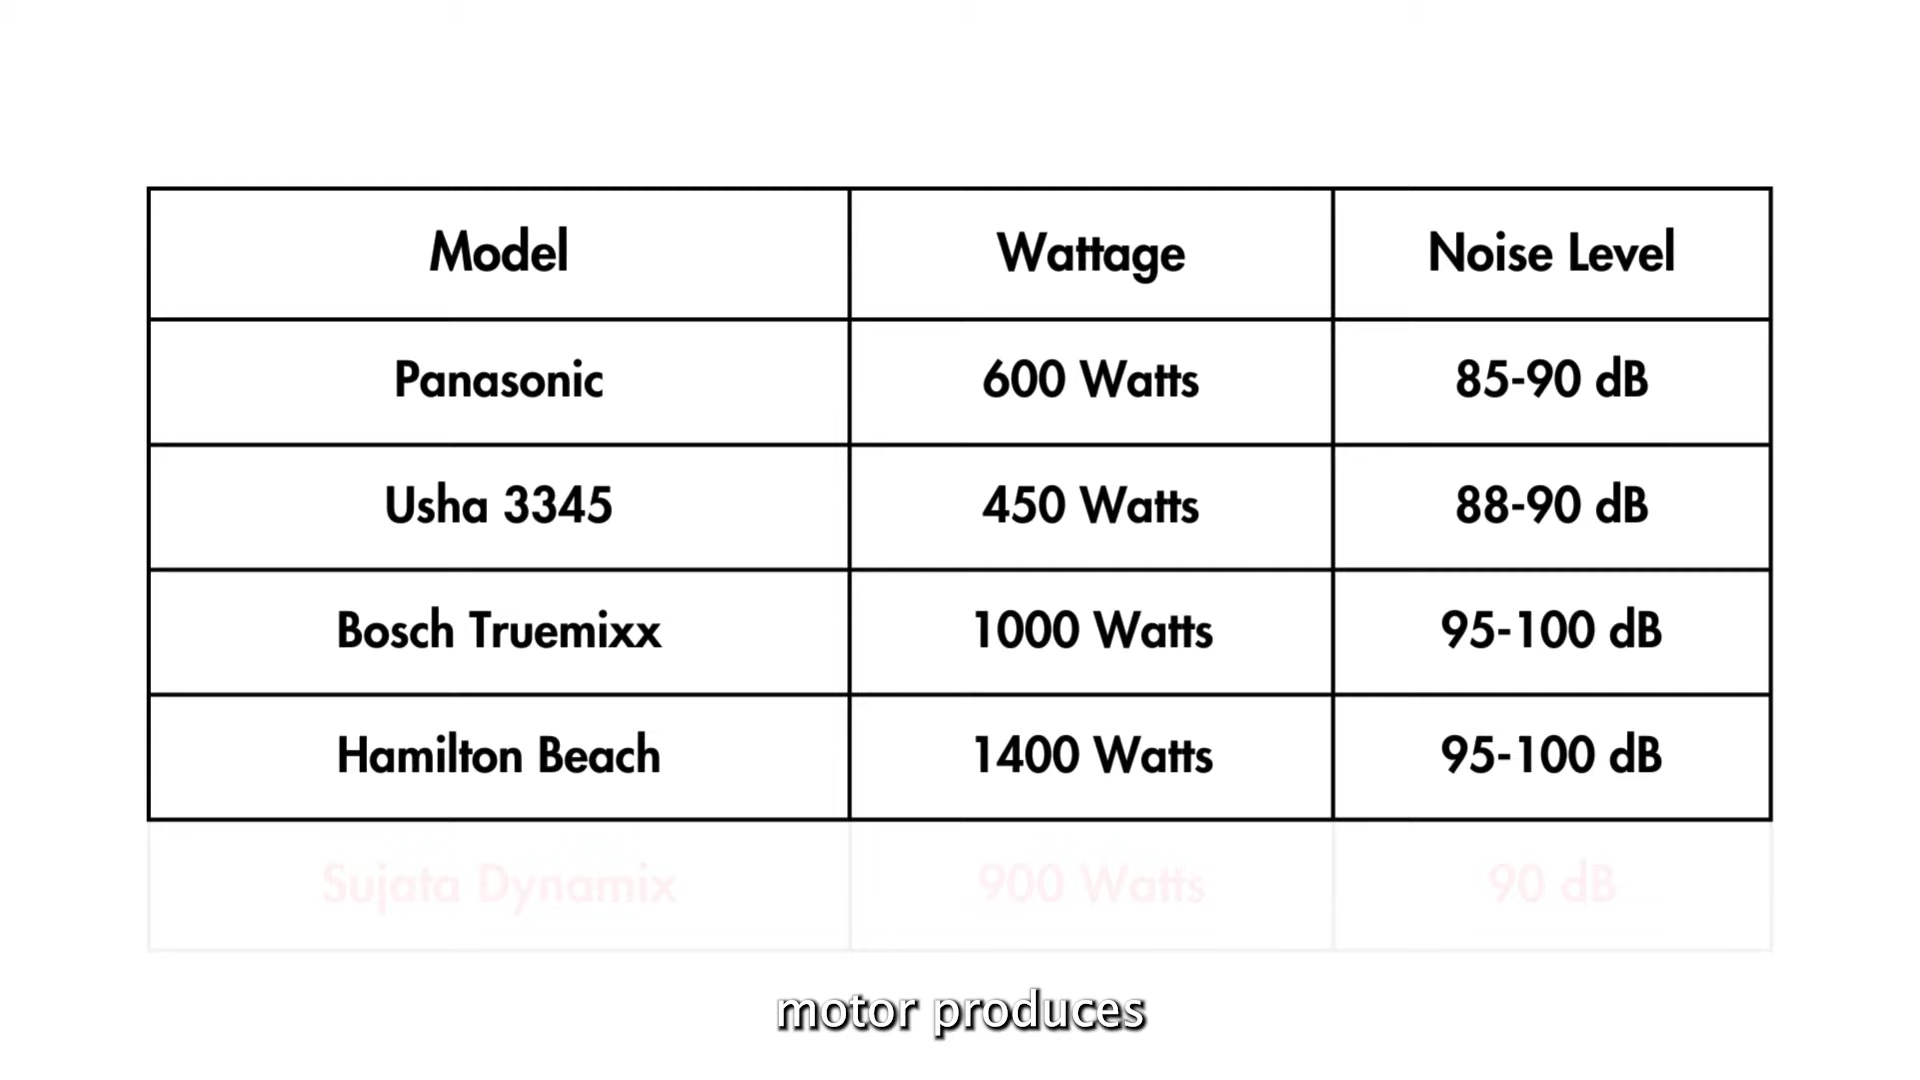 Model Wattage Noise Level
Panasonic 600 Watts 85-90 dB
Usha 3345 450 Watts 88-90 dB
Bosch Truemixx 1000 Watts 95-100 dB
Hamilton Beach 1400 Watts 95-100 dB
Sujata Dynamix 900 Watts 90 dB
motor produces